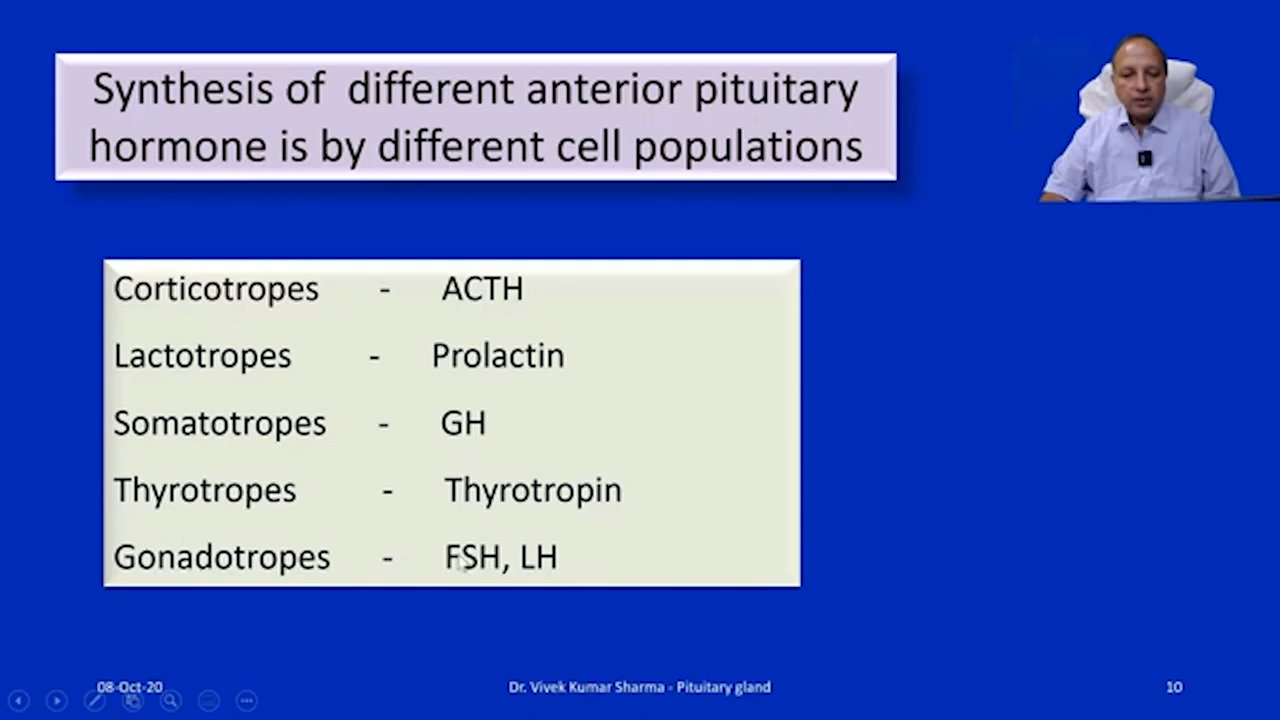 Synthesis of different anterior pituitary
hormone is by different cell populations
Corticotropes - ACTH
Lactotropes - Prolactin
Somatotropes - GH
Thyrotropes - Thyrotropin
Gonadotropes - FSH, LH
08-Oct-20 Dr. Vivek Kumar Sharma - Pituitary gland 10